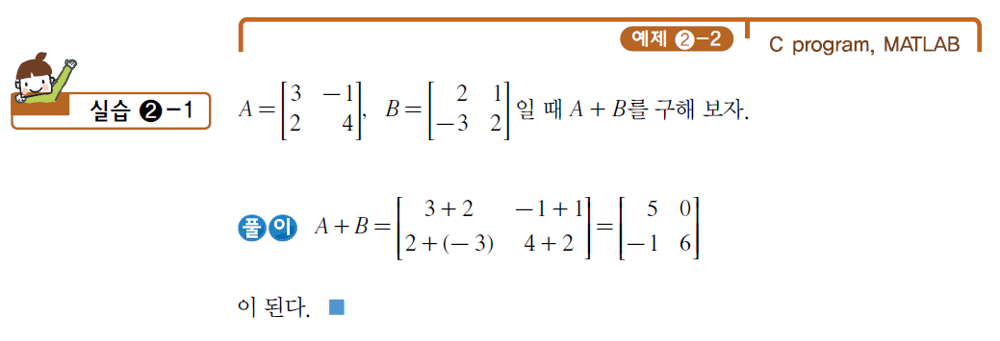 예제 ❷-2
C program, MATLAB
실습 ❷-1
A = [3 -1; 2 4], B = [2 1; -3 2] 일 때 A + B를 구해 보자.
풀이 A + B = [3+2 -1+1; 2+(-3) 4+2] = [5 0; -1 6]
이 된다. ■